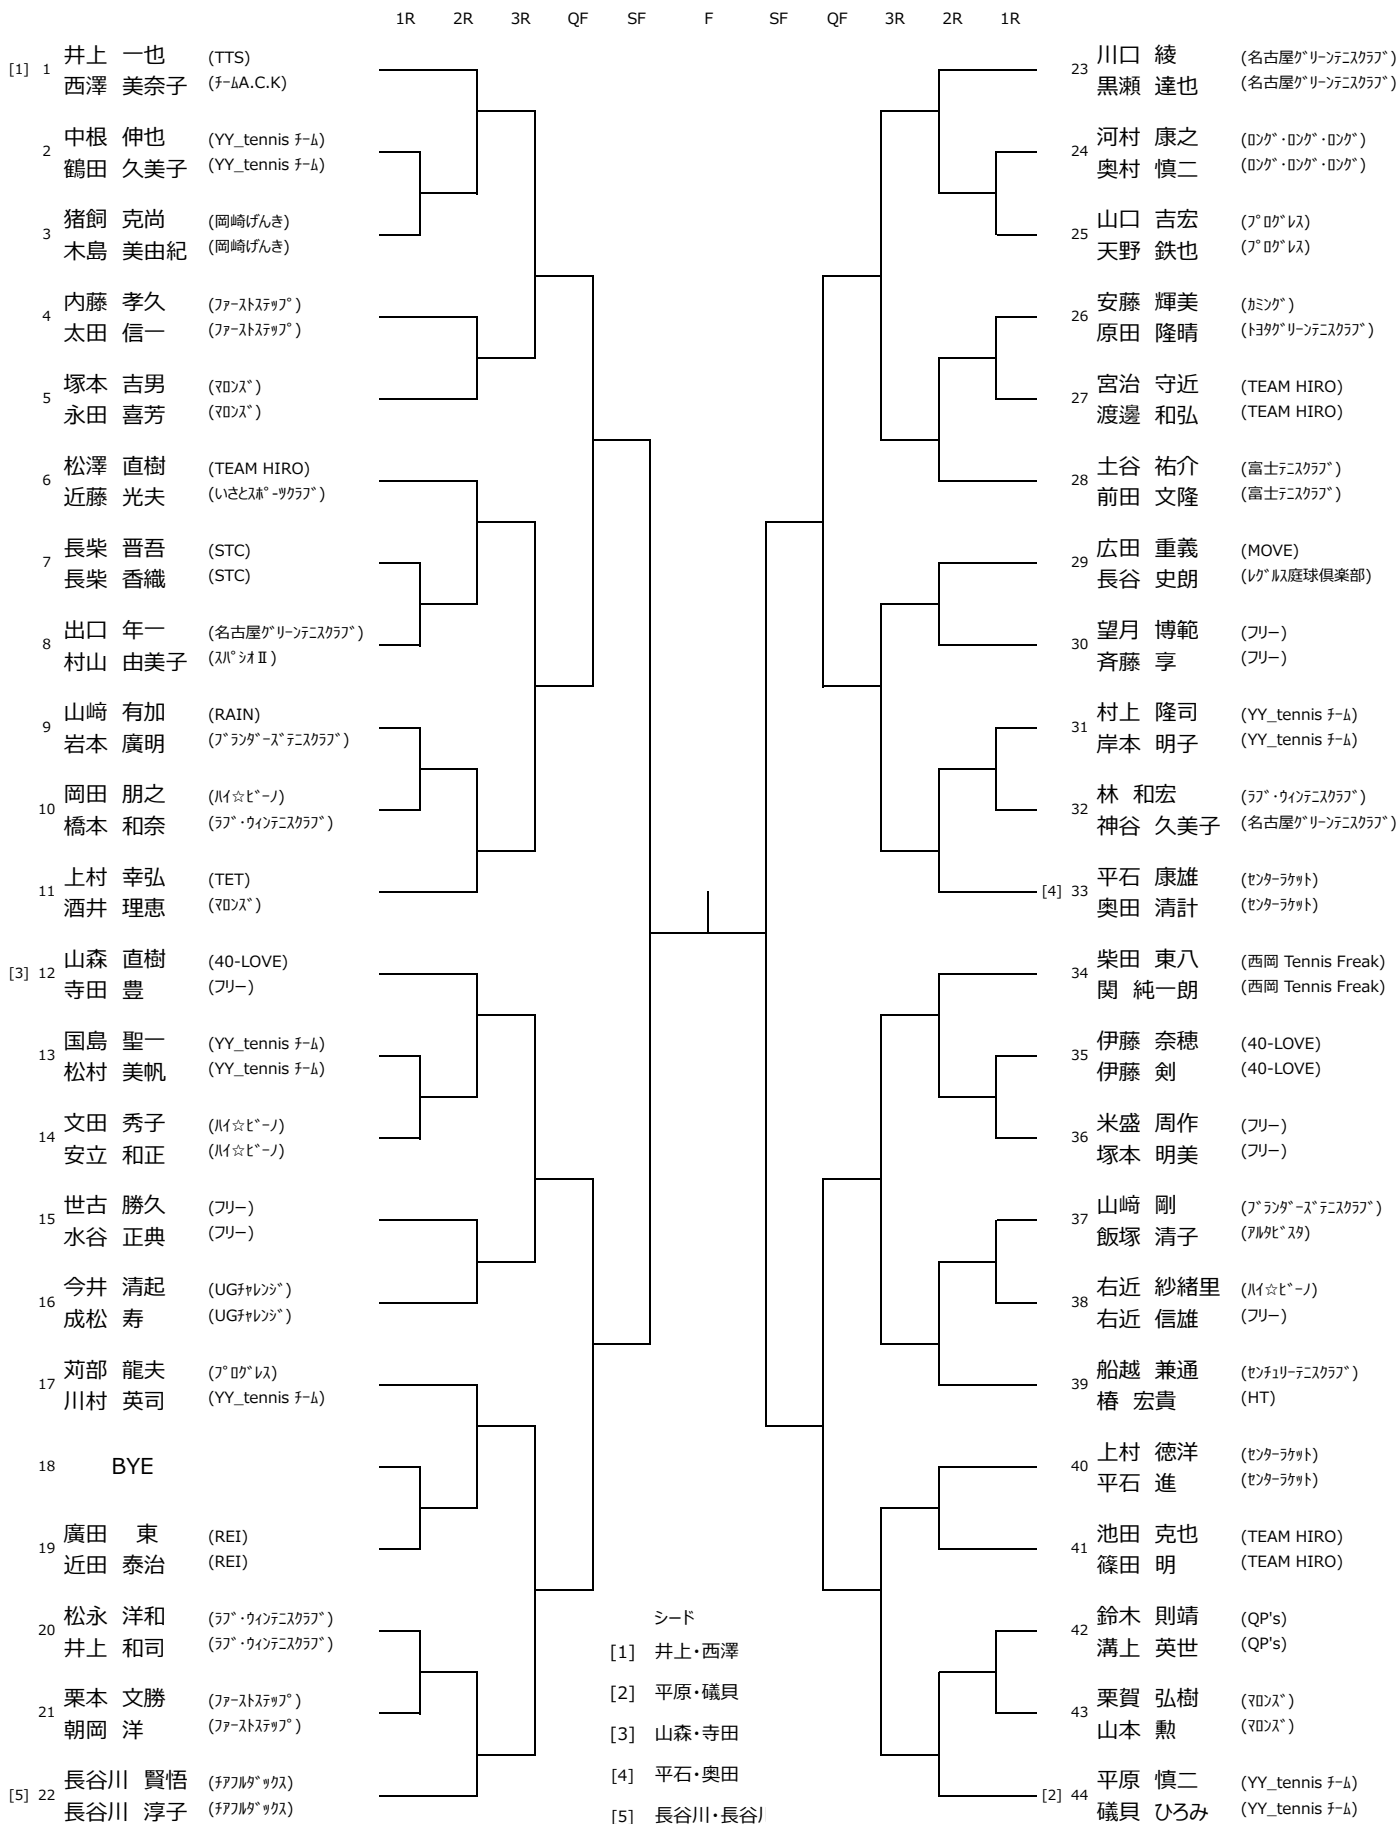 1R 2R 3R QF SF F SF QF 3R 2R 1R
[1] 1 井上 一也 (TTS)
西澤 美奈子 (ﾁｰﾑA.C.K)
2 中根 伸也 (YY_tennis ﾁｰﾑ)
鶴田 久美子 (YY_tennis ﾁｰﾑ)
3 猪飼 克尚 (岡崎げんき)
木島 美由紀 (岡崎げんき)
4 内藤 孝久 (ﾌｧｰｽﾄｽﾃｯﾌﾟ)
太田 信一 (ﾌｧｰｽﾄｽﾃｯﾌﾟ)
5 塚本 吉男 (ﾏﾛﾝｽﾞ)
永田 喜芳 (ﾏﾛﾝｽﾞ)
6 松澤 直樹 (TEAM HIRO)
近藤 光夫 (いさとｽﾎﾟｰﾂｸﾗﾌﾞ)
7 長柴 晋吾 (STC)
長柴 香織 (STC)
8 出口 年一 (名古屋ｸﾞﾘｰﾝﾃﾆｽｸﾗﾌﾞ)
村山 由美子 (ｽﾊﾟｼｵⅡ)
9 山﨑 有加 (RAIN)
岩本 廣明 (ﾌﾞﾗﾝﾀﾞｰｽﾞﾃﾆｽｸﾗﾌﾞ)
10 岡田 朋之 (ﾊｲ☆ﾋﾞｰﾉ)
橋本 和奈 (ﾗﾌﾞ･ｳｨﾝﾃﾆｽｸﾗﾌﾞ)
11 上村 幸弘 (TET)
酒井 理恵 (ﾏﾛﾝｽﾞ)
[3] 12 山森 直樹 (40-LOVE)
寺田 豊 (フリー)
13 国島 聖一 (YY_tennis ﾁｰﾑ)
松村 美帆 (YY_tennis ﾁｰﾑ)
14 文田 秀子 (ﾊｲ☆ﾋﾞｰﾉ)
安立 和正 (ﾊｲ☆ﾋﾞｰﾉ)
15 世古 勝久 (フリー)
水谷 正典 (フリー)
16 今井 清起 (UGﾁｬﾚﾝｼﾞ)
成松 寿 (UGﾁｬﾚﾝｼﾞ)
17 苅部 龍夫 (ﾌﾟﾛｸﾞﾚｽ)
川村 英司 (YY_tennis ﾁｰﾑ)
18 BYE
19 廣田 東 (REI)
近田 泰治 (REI)
20 松永 洋和 (ﾗﾌﾞ･ｳｨﾝﾃﾆｽｸﾗﾌﾞ)
井上 和司 (ﾗﾌﾞ･ｳｨﾝﾃﾆｽｸﾗﾌﾞ)
21 栗本 文勝 (ﾌｧｰｽﾄｽﾃｯﾌﾟ)
朝岡 洋 (ﾌｧｰｽﾄｽﾃｯﾌﾟ)
[5] 22 長谷川 賢悟 (ﾁｱﾌﾙﾀﾞｯｸｽ)
長谷川 淳子 (ﾁｱﾌﾙﾀﾞｯｸｽ)
シード
[1] 井上･西澤
[2] 平原･礒貝
[3] 山森･寺田
[4] 平石･奥田
[5] 長谷川･長谷
23 川口 綾 (名古屋ｸﾞﾘｰﾝﾃﾆｽｸﾗﾌﾞ)
黒瀬 達也 (名古屋ｸﾞﾘｰﾝﾃﾆｽｸﾗﾌﾞ)
24 河村 康之 (ﾛﾝｸﾞ･ﾛﾝｸﾞ･ﾛﾝｸﾞ)
奥村 慎二 (ﾛﾝｸﾞ･ﾛﾝｸﾞ･ﾛﾝｸﾞ)
25 山口 吉宏 (ﾌﾟﾛｸﾞﾚｽ)
天野 鉄也 (ﾌﾟﾛｸﾞﾚｽ)
26 安藤 輝美 (ｶﾐﾝｸﾞ)
原田 隆晴 (ﾄﾖﾀｸﾞﾘｰﾝﾃﾆｽｸﾗﾌﾞ)
27 宮治 守近 (TEAM HIRO)
渡邊 和弘 (TEAM HIRO)
28 土谷 祐介 (富士ﾃﾆｽｸﾗﾌﾞ)
前田 文隆 (富士ﾃﾆｽｸﾗﾌﾞ)
29 広田 重義 (MOVE)
長谷 史朗 (ﾚｸﾞﾙｽ庭球倶楽部)
30 望月 博範 (フリー)
斉藤 享 (フリー)
31 村上 隆司 (YY_tennis ﾁｰﾑ)
岸本 明子 (YY_tennis ﾁｰﾑ)
32 林 和宏 (ﾗﾌﾞ･ｳｨﾝﾃﾆｽｸﾗﾌﾞ)
神谷 久美子 (名古屋ｸﾞﾘｰﾝﾃﾆｽｸﾗﾌﾞ)
[4] 33 平石 康雄 (ｾﾝﾀｰﾗｹｯﾄ)
奥田 清計 (ｾﾝﾀｰﾗｹｯﾄ)
34 柴田 東八 (西岡 Tennis Freak)
関 純一朗 (西岡 Tennis Freak)
35 伊藤 奈穂 (40-LOVE)
伊藤 剣 (40-LOVE)
36 米盛 周作 (フリー)
塚本 明美 (フリー)
37 山﨑 剛 (ﾌﾞﾗﾝﾀﾞｰｽﾞﾃﾆｽｸﾗﾌﾞ)
飯塚 清子 (ｱﾙﾀﾋﾞｽﾀ)
38 右近 紗緒里 (ﾊｲ☆ﾋﾞｰﾉ)
右近 信雄 (フリー)
39 船越 兼通 (ｾﾝﾁｭﾘｰﾃﾆｽｸﾗﾌﾞ)
椿 宏貴 (HT)
40 上村 徳洋 (ｾﾝﾀｰﾗｹｯﾄ)
平石 進 (ｾﾝﾀｰﾗｹｯﾄ)
41 池田 克也 (TEAM HIRO)
篠田 明 (TEAM HIRO)
42 鈴木 則靖 (QP's)
溝上 英世 (QP's)
43 栗賀 弘樹 (ﾏﾛﾝｽﾞ)
山本 勲 (ﾏﾛﾝｽﾞ)
[2] 44 平原 慎二 (YY_tennis ﾁｰﾑ)
礒貝 ひろみ (YY_tennis ﾁｰﾑ)